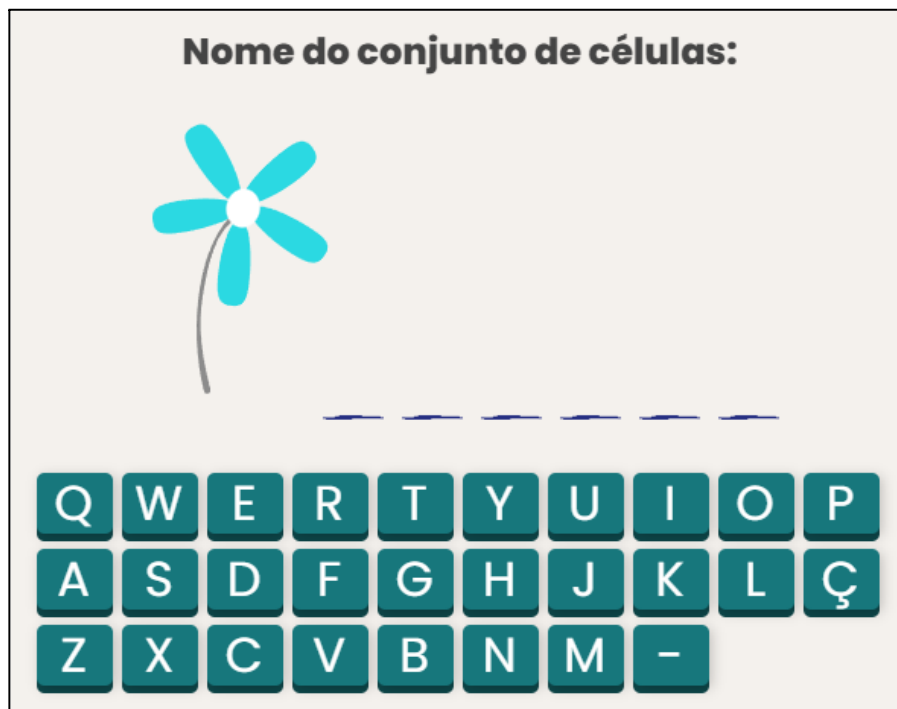 Nome do conjunto de células:
Q W E R T Y U I O P
A S D F G H J K L Ç
Z X C V B N M -